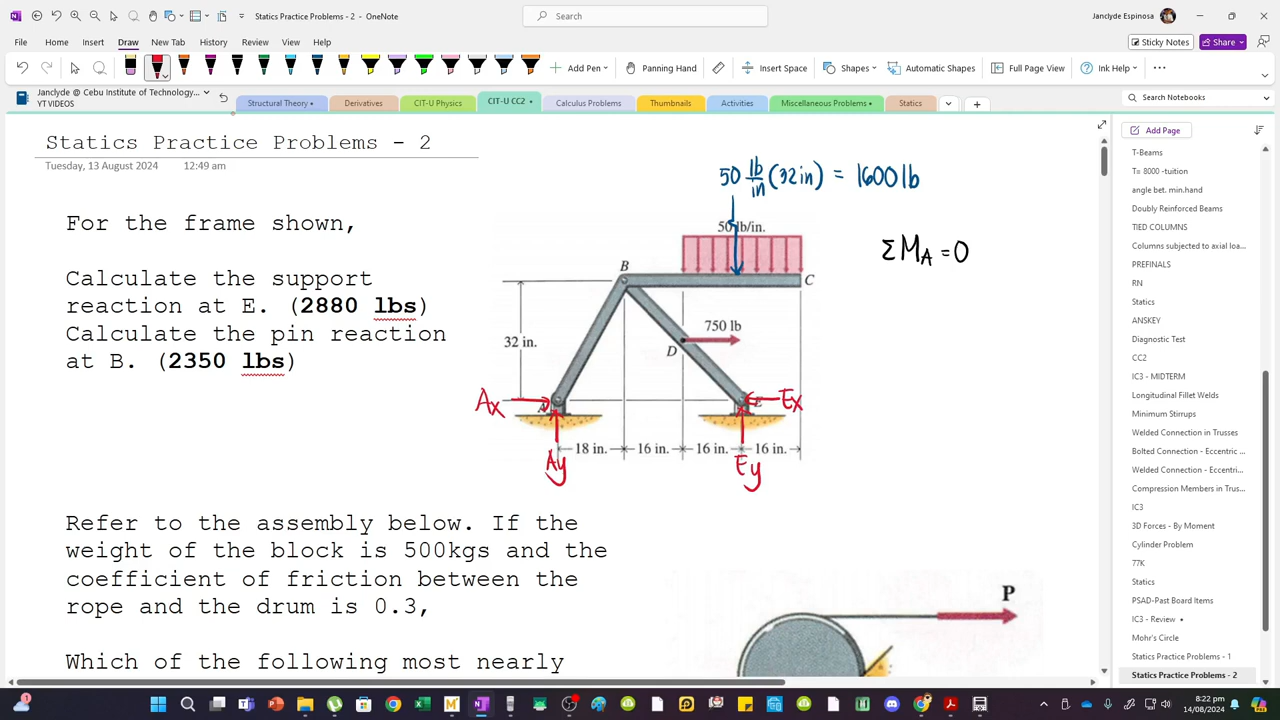 Statics Practice Problems - 2 - OneNote
Search
Janclyde Espinosa
File Home Insert Draw New Tab History Review View Help
Sticky Notes Share
Add Pen Panning Hand Insert Space Shapes Automatic Shapes Full Page View Ink Help
Janclyde @ Cebu Institute of Technology...
YT VIDEOS
Structural Theory Derivatives CIT-U Physics CIT-U CC2 Calculus Problems Thumbnails Activities Miscellaneous Problems Statics
Search Notebooks
Add Page
Statics Practice Problems - 2
Tuesday, 13 August 2024 12:49 am
For the frame shown,
Calculate the support
reaction at E. (2880 lbs)
Calculate the pin reaction
at B. (2350 lbs)
50 lb/in (32in) = 1600 lb
ΣMA = 0
50 lb/in.
B
C
32 in.
750 lb
D
Ax
A
E
Ex
18 in. 16 in. 16 in. 16 in.
Ay
Ey
Refer to the assembly below. If the
weight of the block is 500kgs and the
coefficient of friction between the
rope and the drum is 0.3,
Which of the following most nearly
P
T-Beams
T= 8000 -tuition
angle bet. min.hand
Doubly Reinforced Beams
TIED COLUMNS
Columns subjected to axial loa...
PREFINALS
RN
Statics
ANSKEY
Diagnostic Test
CC2
IC3 - MIDTERM
Longitudinal Fillet Welds
Minimum Stirrups
Welded Connection in Trusses
Bolted Connection - Eccentric ...
Welded Connection - Eccentri...
Compression Members in Trus...
IC3
3D Forces - By Moment
Cylinder Problem
77K
Statics
PSAD-Past Board Items
IC3 - Review
Mohr's Circle
Statics Practice Problems - 1
Statics Practice Problems - 2
8:22 pm
14/08/2024